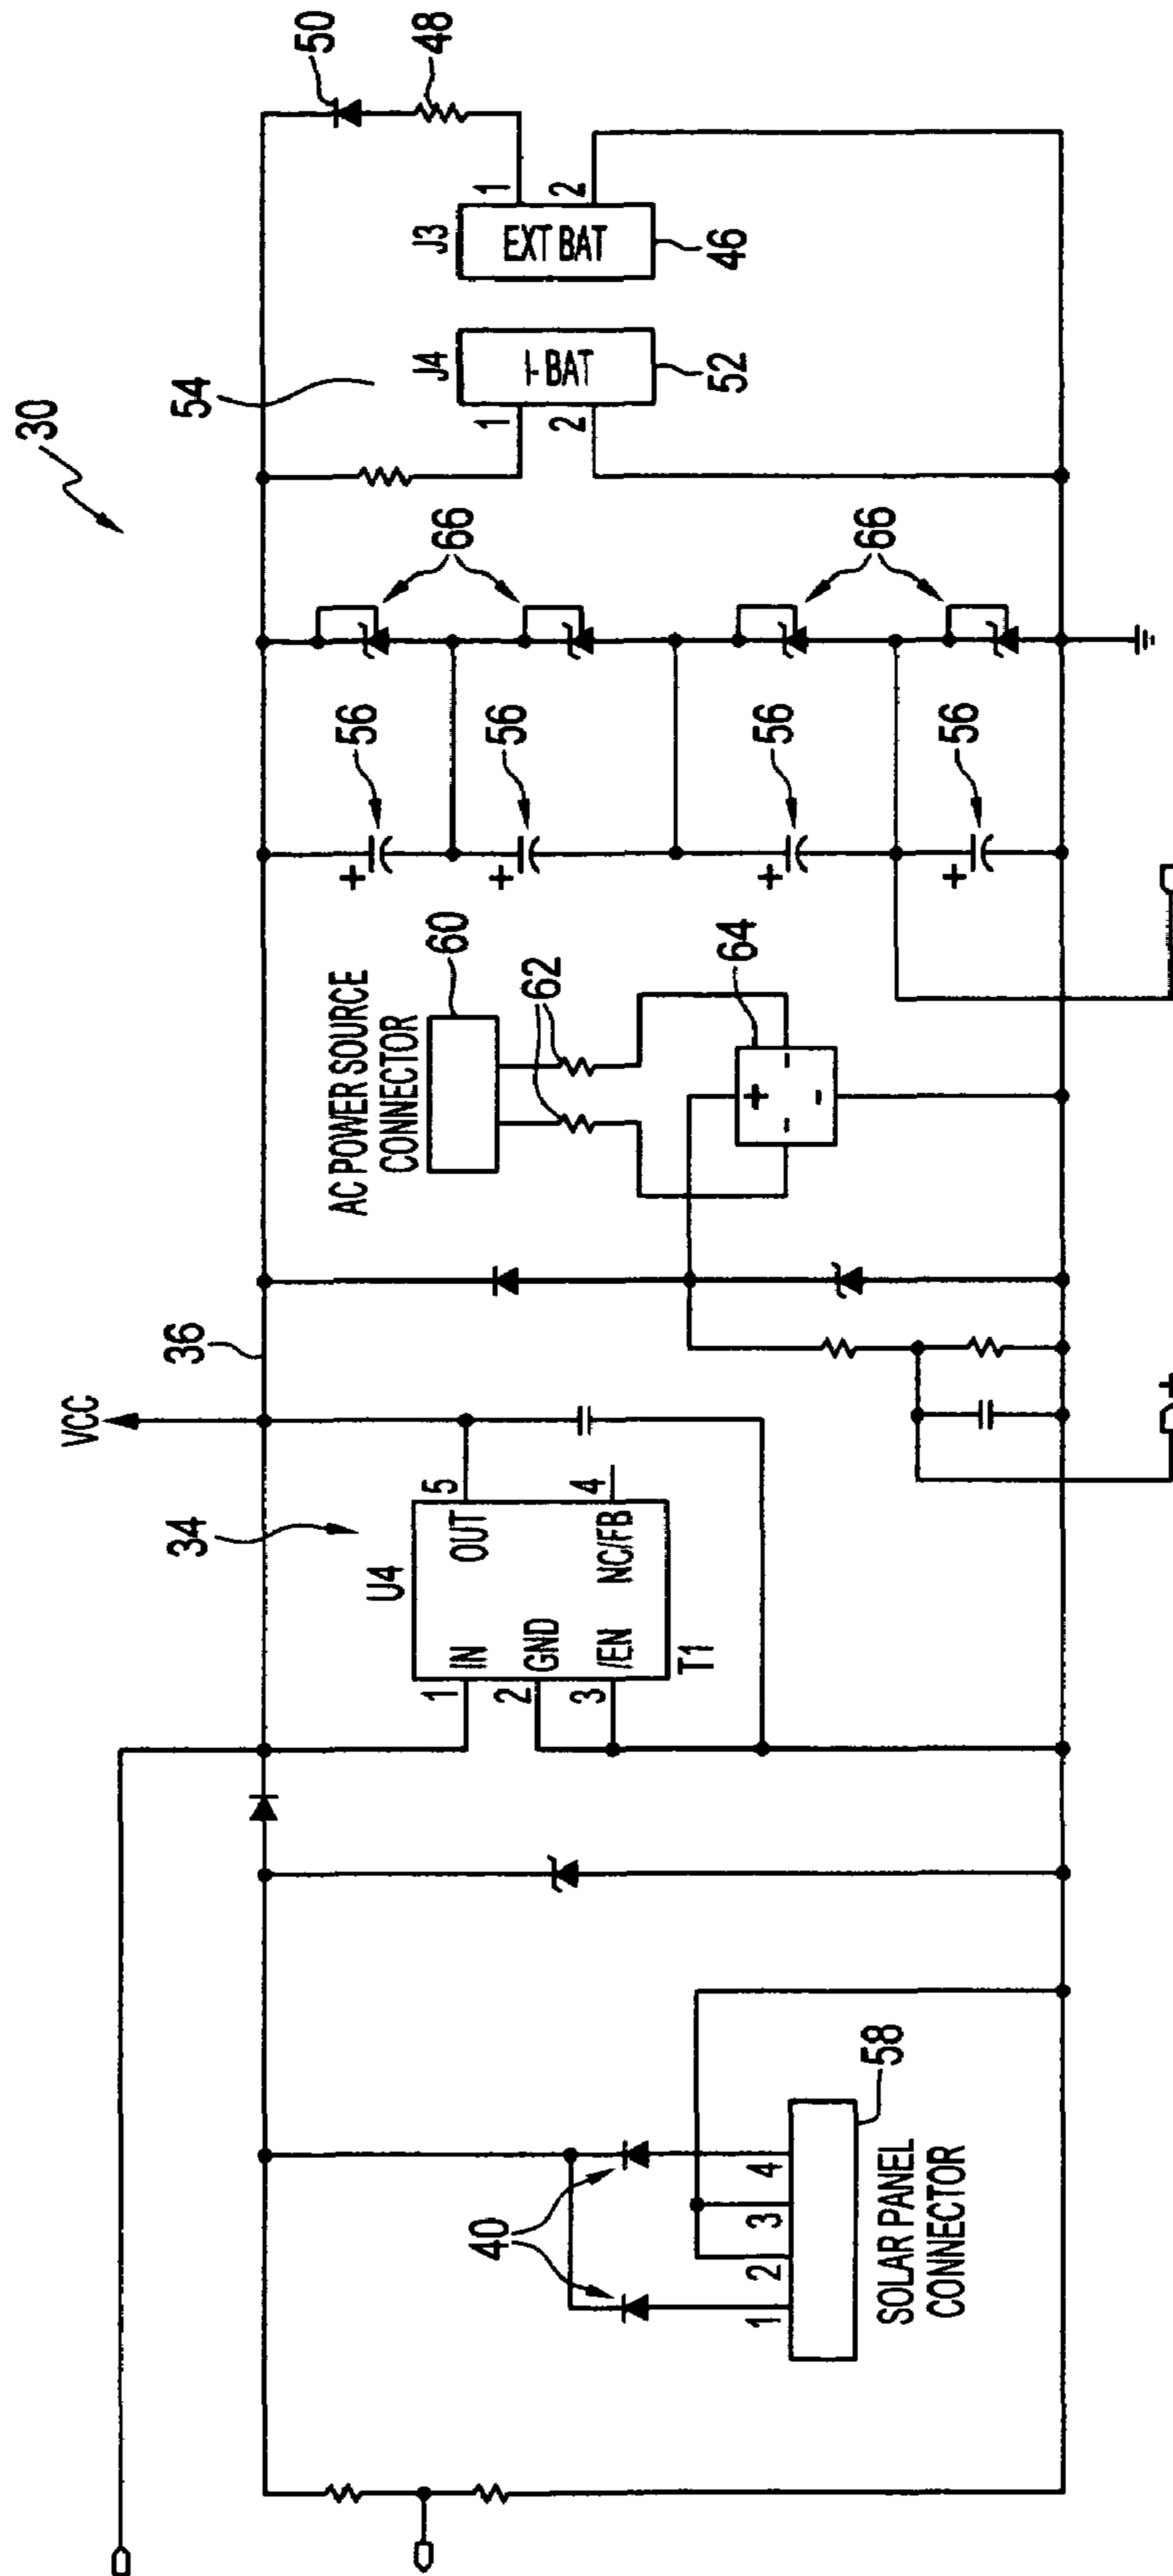 30
36
VCC
34
U4
1 IN
OUT 5
2 GND
3 /EN
NC/FB 4
T1
40
1
2
3
4
58
SOLAR PANEL
CONNECTOR
AC POWER SOURCE
CONNECTOR
60
62
64
+
-
-
-
+
56
+
56
+
56
+
56
66
66
54
J4
I-BAT
1
2
52
J3
EXT BAT
1
2
46
50
48
+